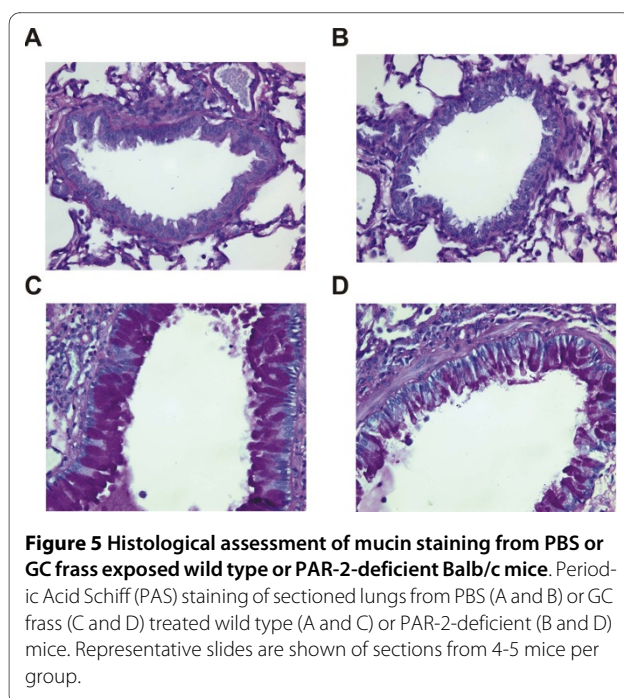 A
B
C
D
Figure 5 Histological assessment of mucin staining from PBS or
GC frass exposed wild type or PAR-2-deficient Balb/c mice. Period-
ic Acid Schiff (PAS) staining of sectioned lungs from PBS (A and B) or GC
frass (C and D) treated wild type (A and C) or PAR-2-deficient (B and D)
mice. Representative slides are shown of sections from 4-5 mice per
group.